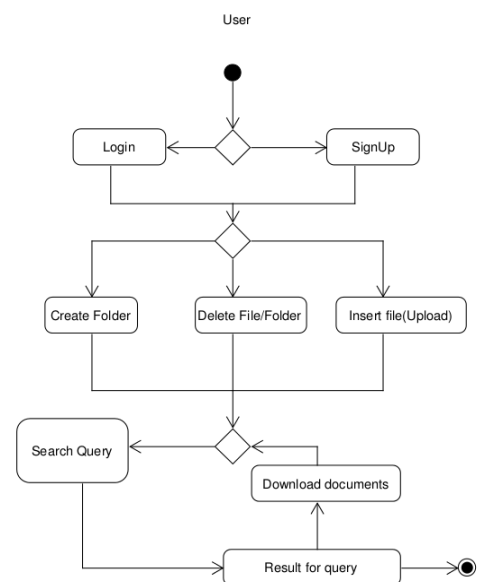 User
Login
SignUp
Create Folder
Delete File/Folder
Insert file(Upload)
Search Query
Download documents
Result for query